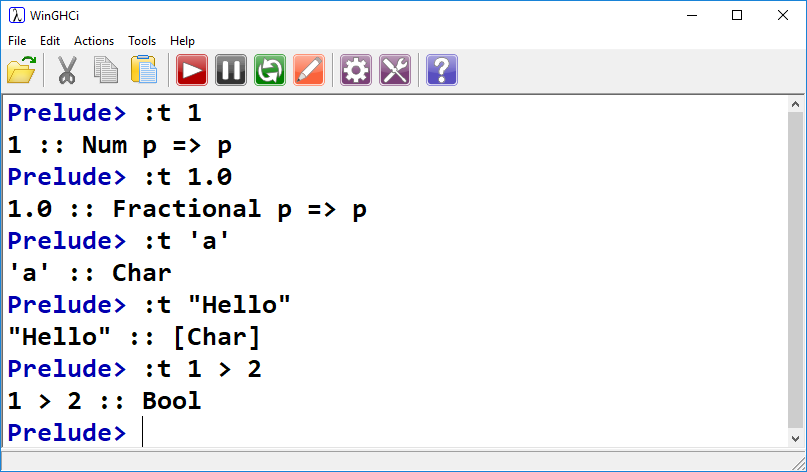 WinGHCi
File Edit Actions Tools Help
Prelude> :t 1
1 :: Num p => p
Prelude> :t 1.0
1.0 :: Fractional p => p
Prelude> :t 'a'
'a' :: Char
Prelude> :t "Hello"
"Hello" :: [Char]
Prelude> :t 1 > 2
1 > 2 :: Bool
Prelude>